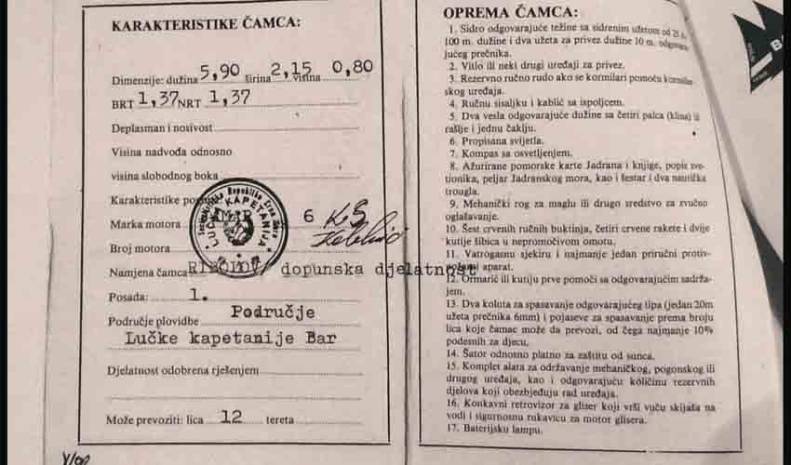 KARAKTERISTIKE ČAMCA:
Dimenzije: dužina 5,90 širina 2,15 visina 0,80
BRT 1,37 NRT 1,37
Deplasman i nosivost
Visina nadvođa odnosno
visina slobodnog boka
Karakteristike
Marka motora 6 KS
Broj motora
Namjena čamca RIBOLOV/ dopunska djelatnost
Posada: 1.
Područje plovidbe Područje
Lučke kapetanije Bar
Djelatnost odobrena rješenjem
Može prevoziti: lica 12 tereta
LUČKA KAPETANIJA
OPREMA ČAMCA:
1. Sidro odgovarajuće težine sa sidrenim užetom od 25 
100 m. dužine i dva užeta za privez dužine 10 m. 
jućeg prečnika.
2. Vitlo ili neki drugi uređaji za privez.
3. Rezervno ručno rudo ako se kormilari pomoću kormilar-
skog uređaja.
4. Ručnu sisaljku i kablić sa ispoljcem.
5. Dva vesla odgovarajuće dužine sa četiri palca (klina) ili
rašlje i jednu čaklju.
6. Propisana svijetla.
7. Kompas sa osvetljenjem.
8. Ažurirane pomorske karte Jadrana i knjige, popis sve-
tionika, peljar Jadranskog mora, kao i šestar i dva nautička
trougla.
9. Mehanički rog za maglu ili drugo sredstvo za zvučno
oglašavanje.
10. Šest crvenih ručnih buktinja, četiri crvene rakete i dvije
kutije šibica u nepromočivom omotu.
11. Vatrogasnu sjekiru i najmanje jedan priručni protiv-
požarni aparat.
12. Ormarić ili kutiju prve pomoći sa odgovarajućim sadrža-
jem.
13. Dva koluta za spasavanje odgovarajućeg tipa (jedan 20m
užeta prečnika 6mm) i pojaseve za spasavanje prema broju
lica koje čamac može da prevozi, od čega najmanje 10%
podesnih za djecu.
14. Šator odnosno platno za zaštitu od sunca.
15. Komplet alata za održavanje mehaničkog, pogonskog ili
drugog uređaja, kao i odgovarajuću količinu rezervnih
djelova koji obezbjeđuju rad uređaja.
16. Konkavni retrovizor za gliser koji vrši vuču skijaša na
vodi i sigurnosnu rukavicu za motor glisera.
17. Baterijsku lampu.